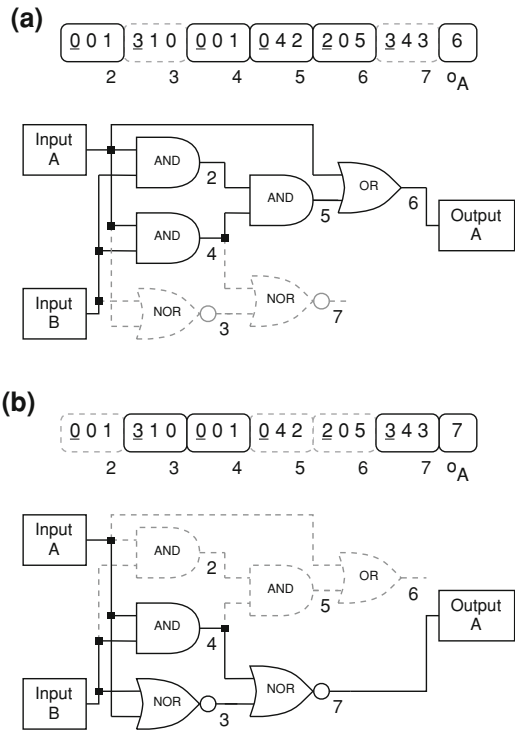 (a)
0 0 1 3 1 0 0 0 1 0 4 2 2 0 5 3 4 3 6
2 3 4 5 6 7 oA
Input A
AND
2
OR
AND
5
6
Output A
AND
4
Input B
NOR
3
NOR
7
(b)
0 0 1 3 1 0 0 0 1 0 4 2 2 0 5 3 4 3 7
2 3 4 5 6 7 oA
Input A
AND
2
OR
AND
5
6
Output A
AND
4
Input B
NOR
3
NOR
7